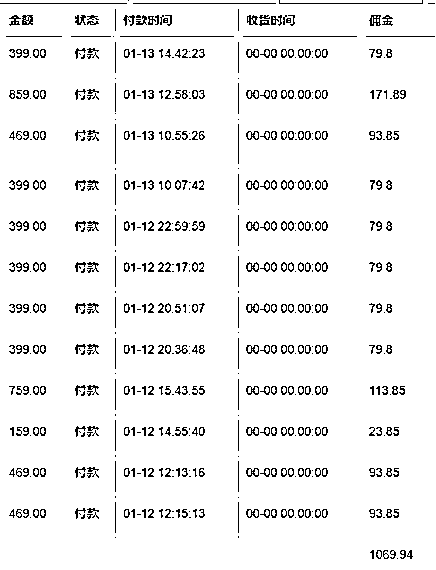 金额 状态 付款时间 收货时间 佣金
399.00 付款 01-13 14:42:23 00-00 00:00:00 79.8
859.00 付款 01-13 12:58:03 00-00 00:00:00 171.89
469.00 付款 01-13 10:55:26 00-00 00:00:00 93.85
399.00 付款 01-13 10:07:42 00-00 00:00:00 79.8
399.00 付款 01-12 22:59:59 00-00 00:00:00 79.8
399.00 付款 01-12 22:17:02 00-00 00:00:00 79.8
399.00 付款 01-12 20:51:07 00-00 00:00:00 79.8
399.00 付款 01-12 20:36:48 00-00 00:00:00 79.8
759.00 付款 01-12 15:43:55 00-00 00:00:00 113.85
159.00 付款 01-12 14:55:40 00-00 00:00:00 23.85
469.00 付款 01-12 12:13:16 00-00 00:00:00 93.85
469.00 付款 01-12 12:15:13 00-00 00:00:00 93.85
1069.94